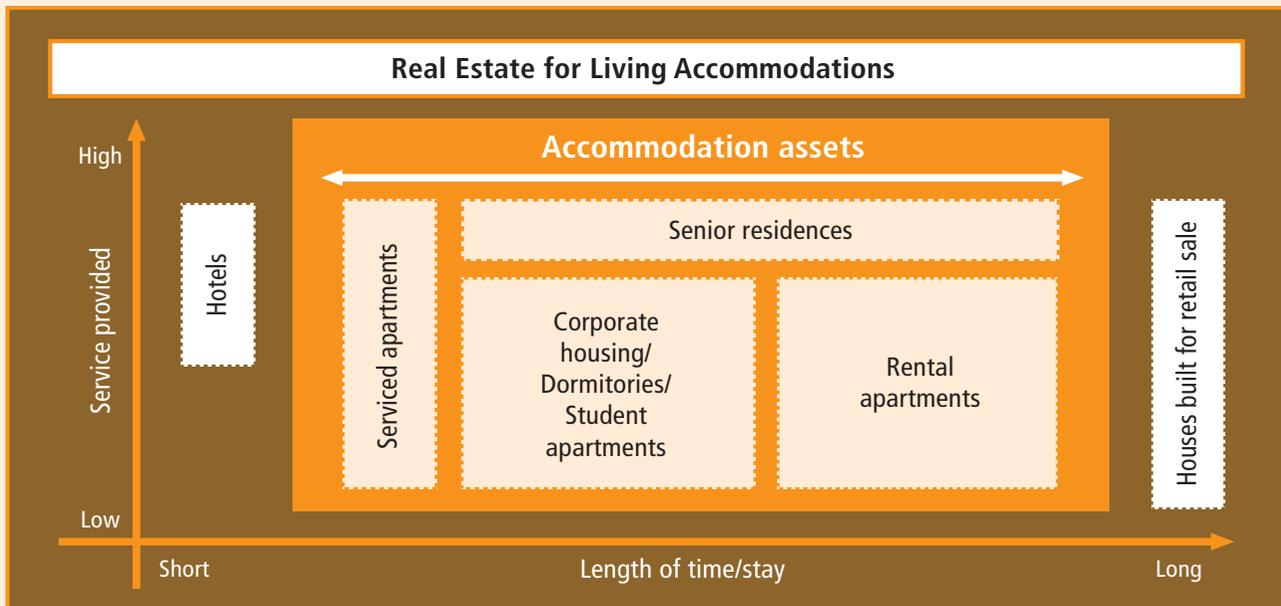 Real Estate for Living Accommodations
Accommodation assets
High
Service provided
Low
Hotels
Serviced apartments
Senior residences
Corporate
housing/
Dormitories/
Student
apartments
Rental
apartments
Houses built for retail sale
Short
Length of time/stay
Long